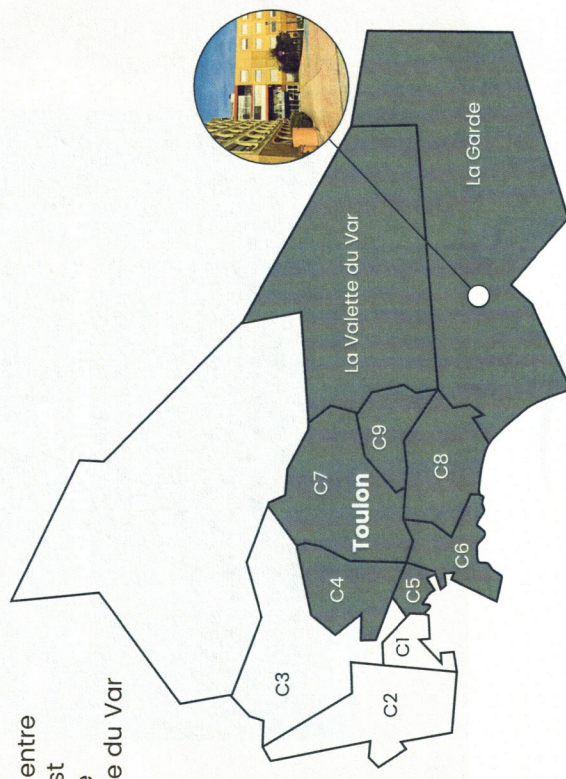 entre
st
e
e du Var
C3
C2
C1
C4
C5
C7
Toulon
C9
C6
C8
La Valette du Var
La Garde